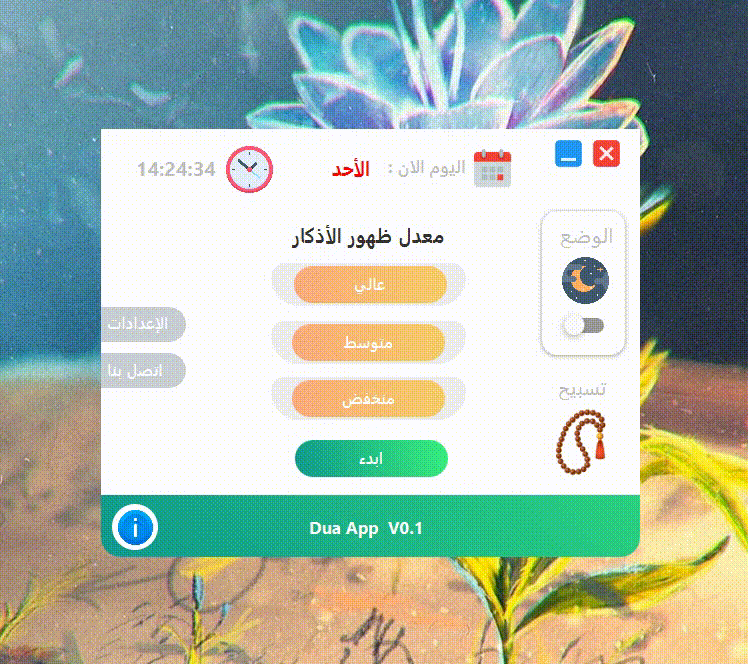 اليوم الان :
الأحد
14:24:34
الوضع
معدل ظهور الأذكار
عالي
متوسط
منخفض
ابدء
تسبيح
الإعدادات
اتصل بنا
Dua App V0.1